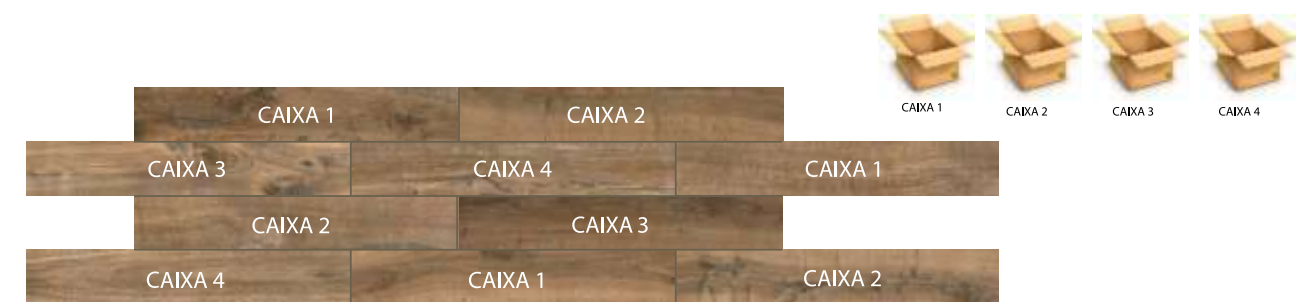 CAIXA 1 CAIXA 2 CAIXA 3 CAIXA 4
CAIXA 1 CAIXA 2
CAIXA 3 CAIXA 4 CAIXA 1
CAIXA 2 CAIXA 3
CAIXA 4 CAIXA 1 CAIXA 2